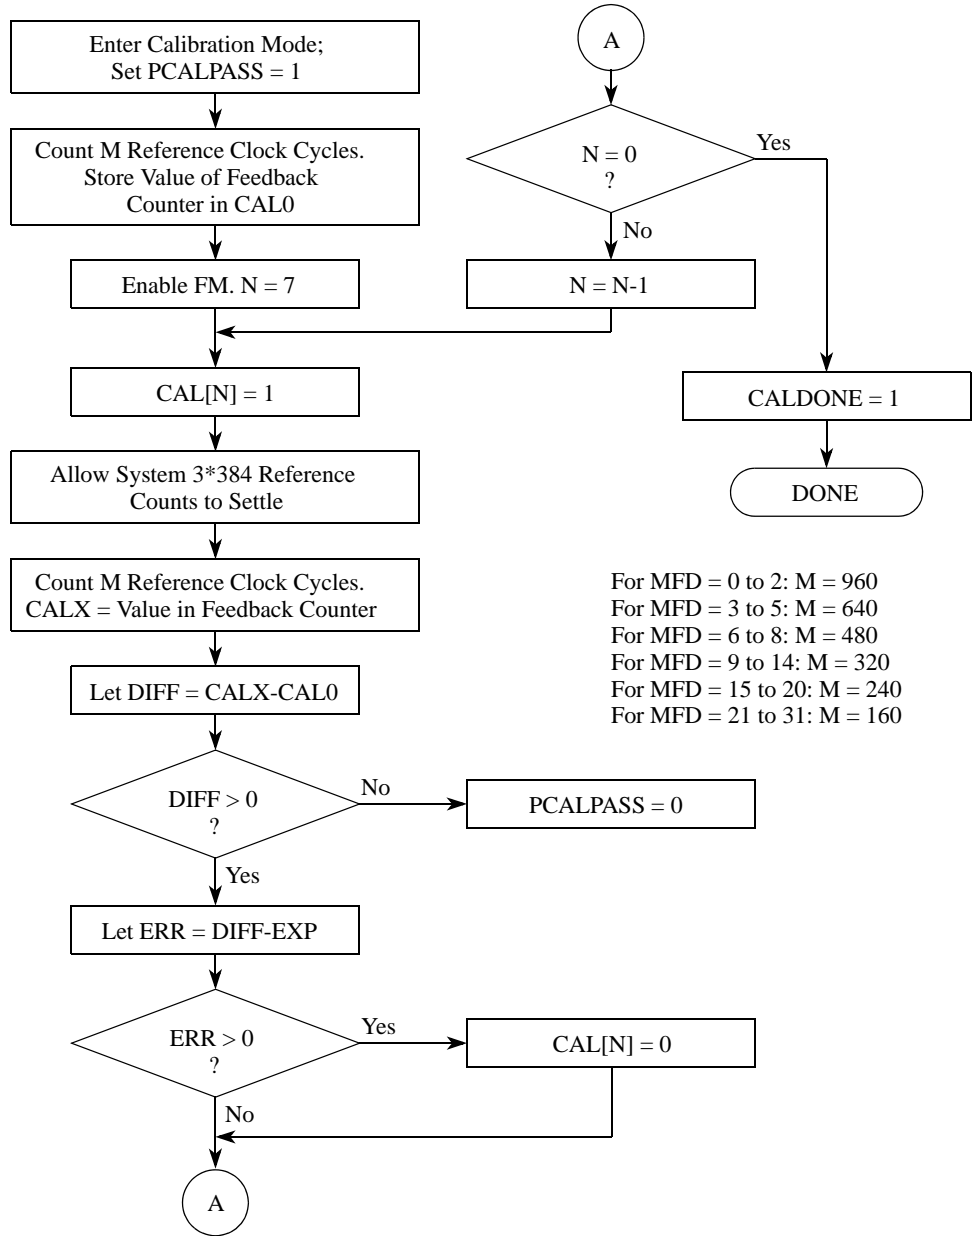 Enter Calibration Mode;
Set PCALPASS = 1
Count M Reference Clock Cycles.
Store Value of Feedback
Counter in CAL0
Enable FM. N = 7
CAL[N] = 1
Allow System 3*384 Reference
Counts to Settle
Count M Reference Clock Cycles.
CALX = Value in Feedback Counter
Let DIFF = CALX-CAL0
DIFF > 0
?
No
PCALPASS = 0
Yes
Let ERR = DIFF-EXP
ERR > 0
?
Yes
CAL[N] = 0
No
A
A
N = 0
?
Yes
No
N = N-1
CALDONE = 1
DONE
For MFD = 0 to 2: M = 960
For MFD = 3 to 5: M = 640
For MFD = 6 to 8: M = 480
For MFD = 9 to 14: M = 320
For MFD = 15 to 20: M = 240
For MFD = 21 to 31: M = 160